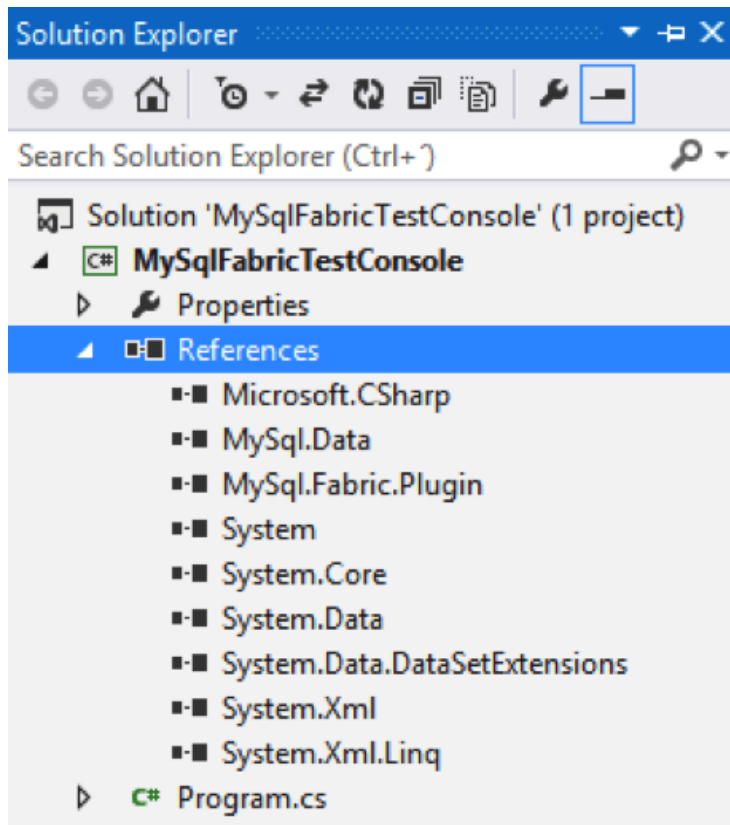 Solution Explorer
Search Solution Explorer (Ctrl+´)
Solution 'MySqlFabricTestConsole' (1 project)
C# MySqlFabricTestConsole
Properties
References
Microsoft.CSharp
MySql.Data
MySql.Fabric.Plugin
System
System.Core
System.Data
System.Data.DataSetExtensions
System.Xml
System.Xml.Linq
C# Program.cs